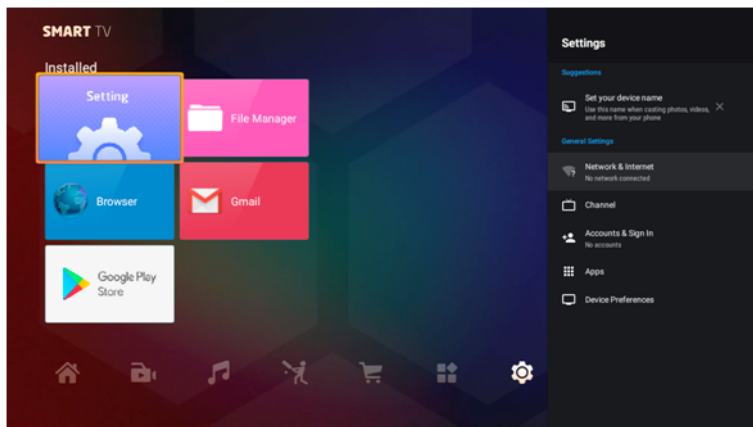 SMART TV
Installed
Setting
File Manager
Browser
Gmail
Google Play
Store
Settings
Suggestions
Set your device name
Use this name when casting photos, videos,
and more from your phone
General Settings
Network & Internet
No network connected
Channel
Accounts & Sign In
No accounts
Apps
Device Preferences